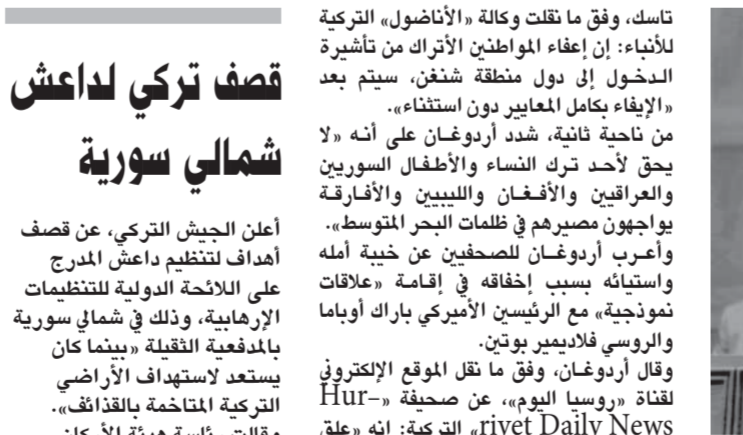 تاسك، وفق ما نقلت وكالة «الأناضول» التركية
للأنباء: إن إعفاء المواطنين الأتراك من تأشيرة
الدخول إلى دول منطقة شنغن، سيتم بعد
«الإيفاء بكامل المعايير دون استثناء».
من ناحية ثانية، شدد أردوغان على أنه «لا
يحق لأحد ترك النساء والأطفال السوريين
والعراقيين والأفغان والليبيين والأفارقة
يواجهون مصيرهم في ظلمات البحر المتوسط».
وأعرب أردوغان للصحفيين عن خيبة أمله
واستيائه بسبب إخفاقه في إقامة «علاقات
نموذجية» مع الرئيسين الأميركي باراك أوباما
والروسي فلاديمير بوتين.
وقال أردوغان، وفق ما نقل الموقع الإلكتروني
لقناة «روسيا اليوم»، عن صحيفة «Hur-
rivet Daily News» التركية: إنه «علق
قصف تركي لداعش
شمالي سورية
أعلن الجيش التركي، عن قصف
أهداف لتنظيم داعش المدرج
على اللائحة الدولية للتنظيمات
الإرهابية، وذلك في شمالي سورية
بالمدفعية الثقيلة «بينما كان
يستعد لاستهداف الأراضي
التركية المتاخمة بالقذائف».
وقالت رئاسة هيئة الأركان